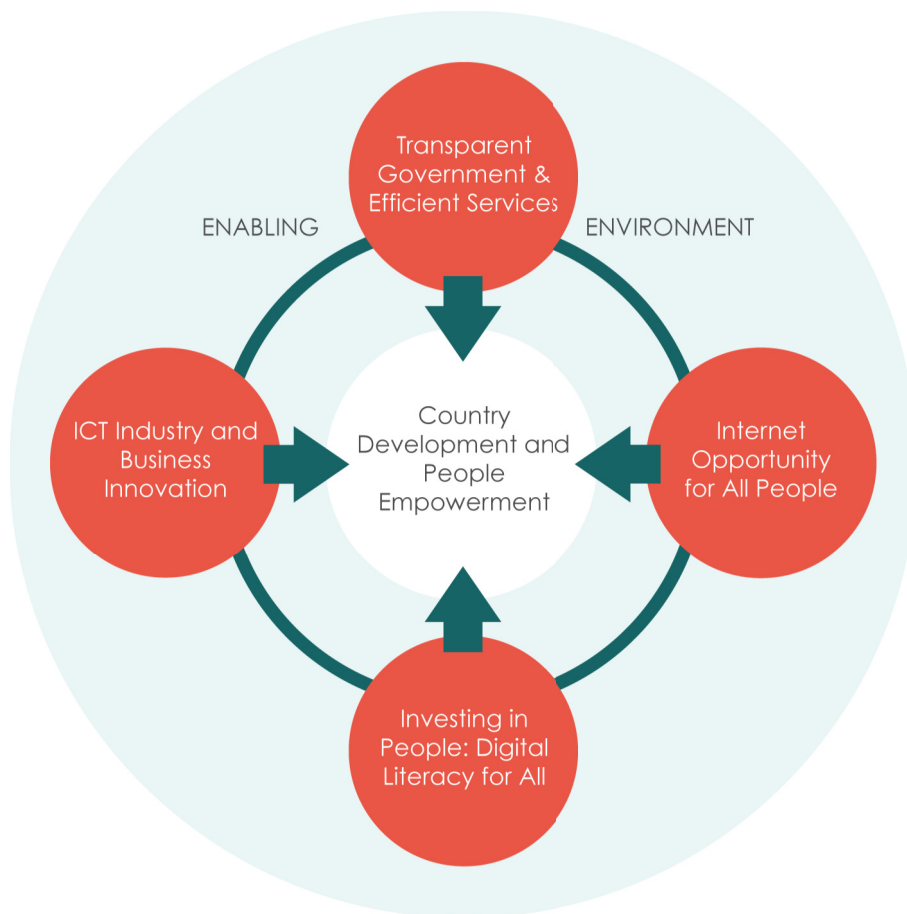 Transparent
Government &
Efficient Services
ENABLING
ENVIRONMENT
ICT Industry and
Business
Innovation
Country
Development and
People
Empowerment
Internet
Opportunity
for All People
Investing in
People: Digital
Literacy for All